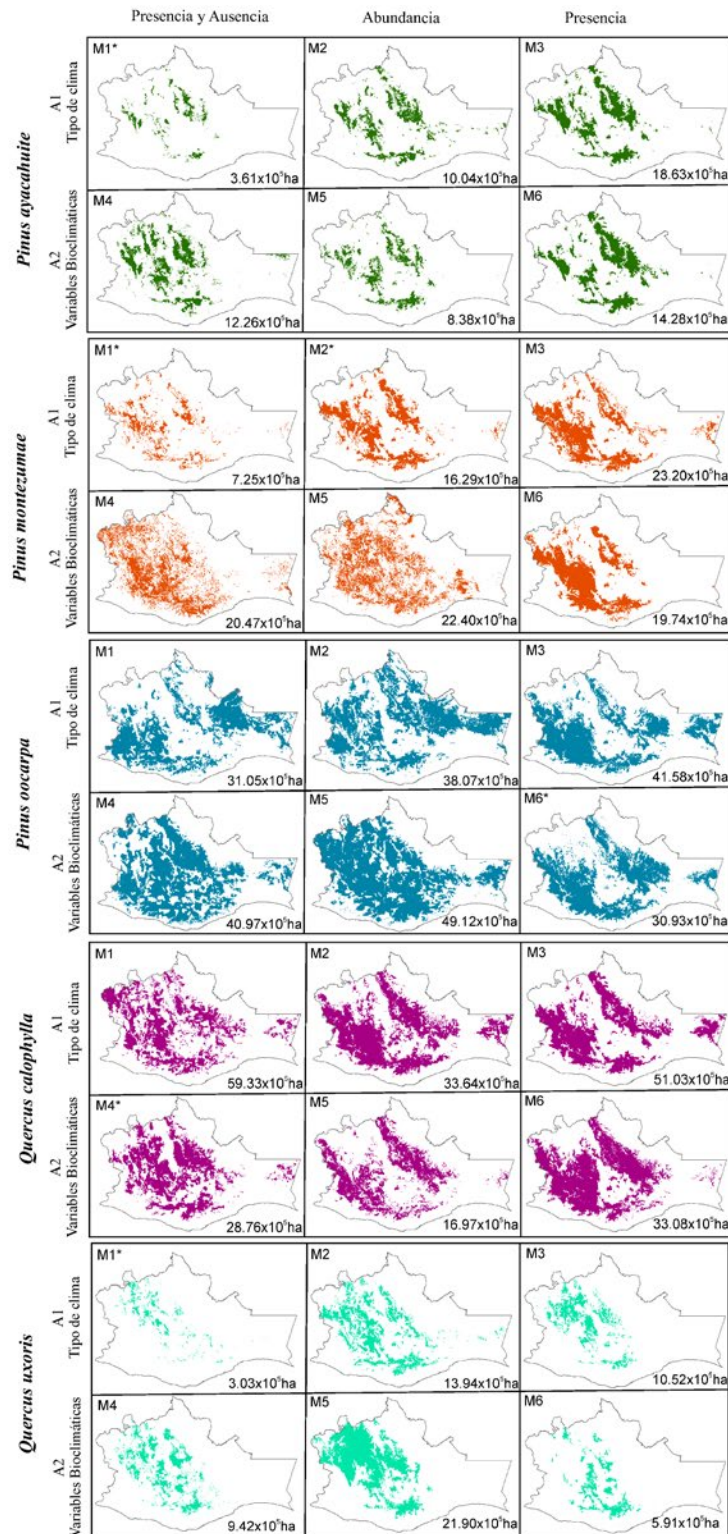 Presencia y Ausencia
Abundancia
Presencia
Pinus ayacahuite
A1
Tipo de clima
M1*
3.61x10⁵ha
M2
10.04x10⁵ha
M3
18.63x10⁵ha
A2
Variables Bioclimáticas
M4
12.26x10⁵ha
M5
8.38x10⁵ha
M6
14.28x10⁵ha
Pinus montezumae
A1
Tipo de clima
M1*
7.25x10⁵ha
M2*
16.29x10⁵ha
M3
23.20x10⁵ha
A2
Variables Bioclimáticas
M4
20.47x10⁵ha
M5
22.40x10⁵ha
M6
19.74x10⁵ha
Pinus oocarpa
A1
Tipo de clima
M1
31.05x10⁵ha
M2
38.07x10⁵ha
M3
41.58x10⁵ha
A2
Variables Bioclimáticas
M4
40.97x10⁵ha
M5
49.12x10⁵ha
M6*
30.93x10⁵ha
Quercus calophylla
A1
Tipo de clima
M1
59.33x10⁵ha
M2
33.64x10⁵ha
M3
51.03x10⁵ha
A2
Variables Bioclimáticas
M4*
28.76x10⁵ha
M5
16.97x10⁵ha
M6
33.08x10⁵ha
Quercus uxoris
A1
Tipo de clima
M1*
3.03x10⁵ha
M2
13.94x10⁵ha
M3
10.52x10⁵ha
A2
Variables Bioclimáticas
M4
9.42x10⁵ha
M5
21.90x10⁵ha
M6
5.91x10⁵ha